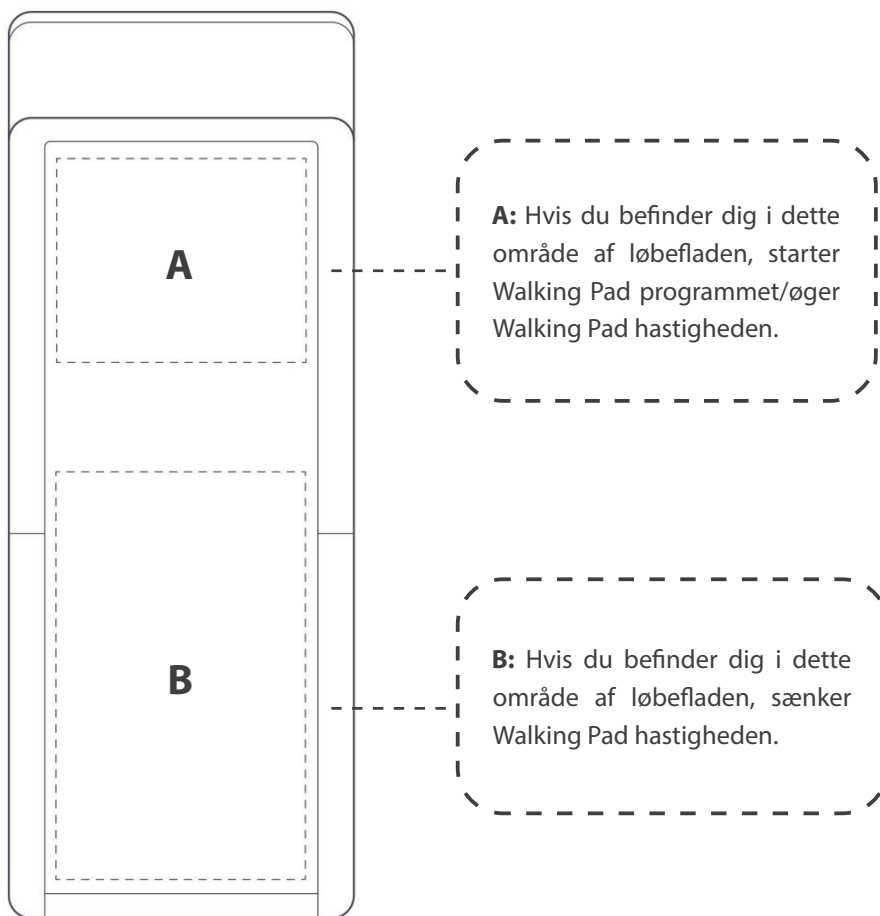 A
A: Hvis du befinder dig i dette
område af løbefladen, starter
Walking Pad programmet/øger
Walking Pad hastigheden.
B
B: Hvis du befinder dig i dette
område af løbefladen, sænker
Walking Pad hastigheden.